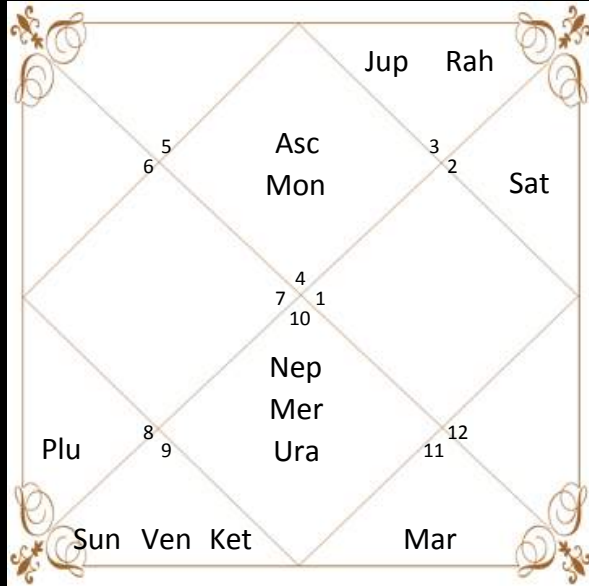 Jup Rah
Asc
Mon
5
6
3
2
Sat
4
7 1
10
Nep
Mer
Ura
8
9
12
11
Plu
Sun Ven Ket
Mar